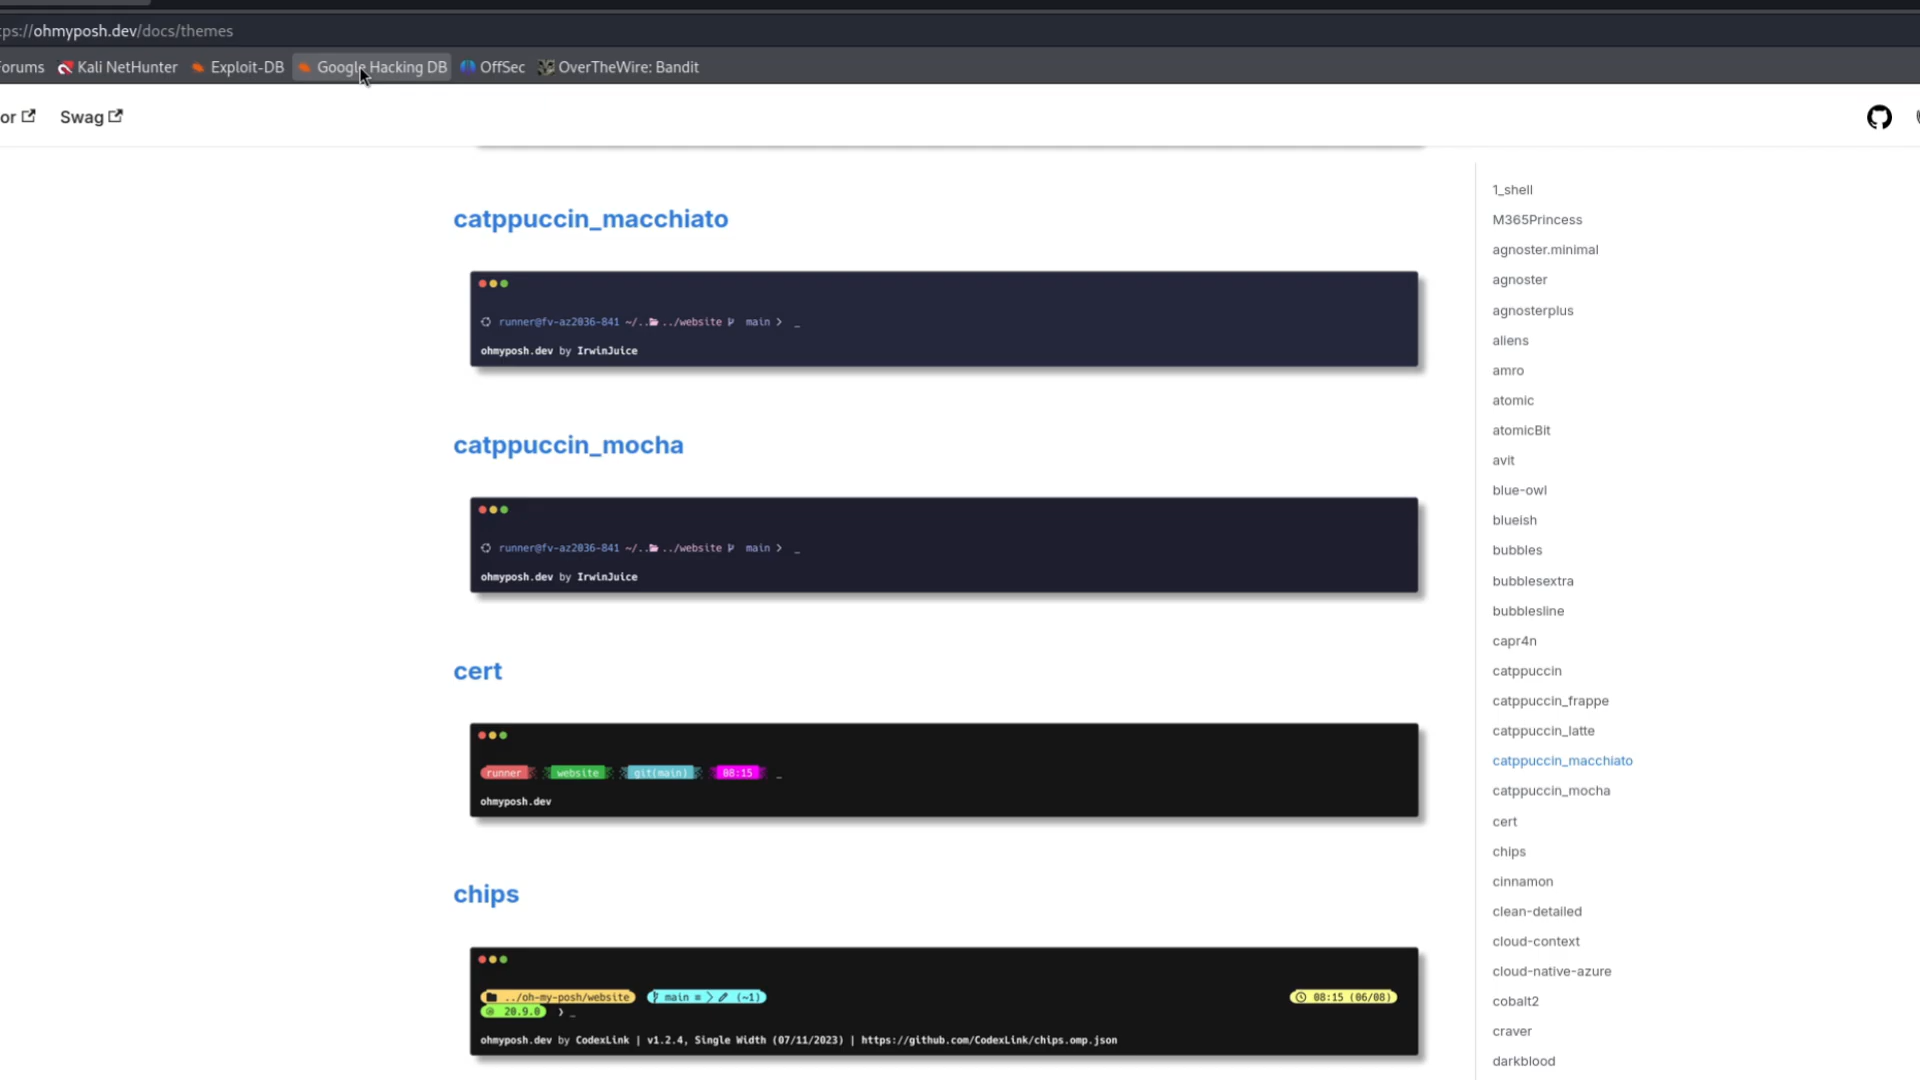 ps://ohmyposh.dev/docs/themes
orums Kali NetHunter Exploit-DB Google Hacking DB OffSec OverTheWire: Bandit
or Swag
catppuccin_macchiato
runner@fv-az2036-841 ~/.. ../website main > _
ohmyposh.dev by IrwinJuice
catppuccin_mocha
runner@fv-az2036-841 ~/.. ../website main > _
ohmyposh.dev by IrwinJuice
cert
runner website git(main) 08:15 _
ohmyposh.dev
chips
../oh-my-posh/website main ≡ (~1) 08:15 (06/08)
20.9.0 _
ohmyposh.dev by CodexLink | v1.2.4, Single Width (07/11/2023) | https://github.com/CodexLink/chips.omp.json
1_shell
M365Princess
agnoster.minimal
agnoster
agnosterplus
aliens
amro
atomic
atomicBit
avit
blue-owl
blueish
bubbles
bubblesextra
bubblesline
capr4n
catppuccin
catppuccin_frappe
catppuccin_latte
catppuccin_macchiato
catppuccin_mocha
cert
chips
cinnamon
clean-detailed
cloud-context
cloud-native-azure
cobalt2
craver
darkblood